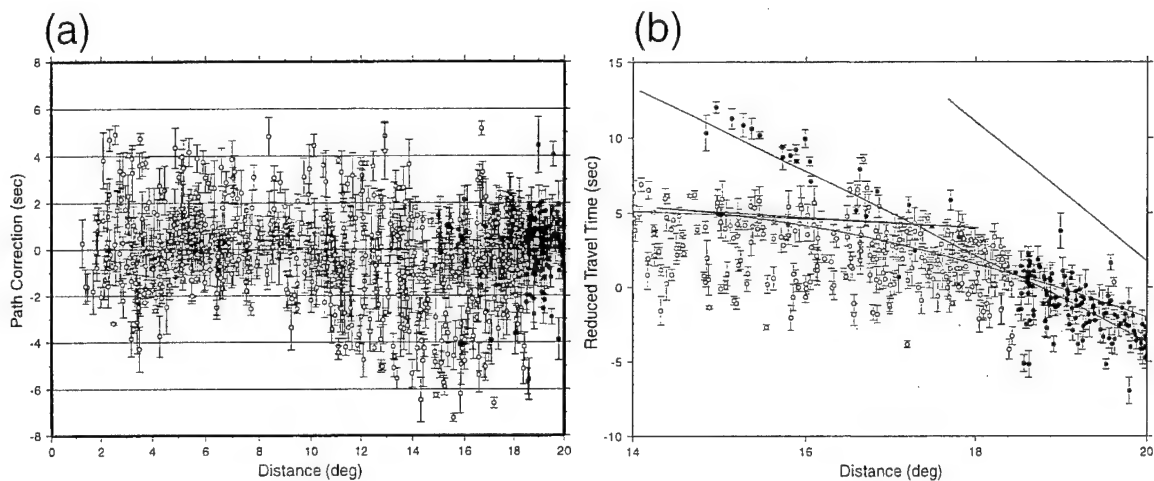 (a)
8
6
4
2
0
-2
-4
-6
-8
Path Correction (sec)
0 2 4 6 8 10 12 14 16 18 20
Distance (deg)
(b)
15
10
5
0
-5
-10
Reduced Travel Time (sec)
14 16 18 20
Distance (deg)